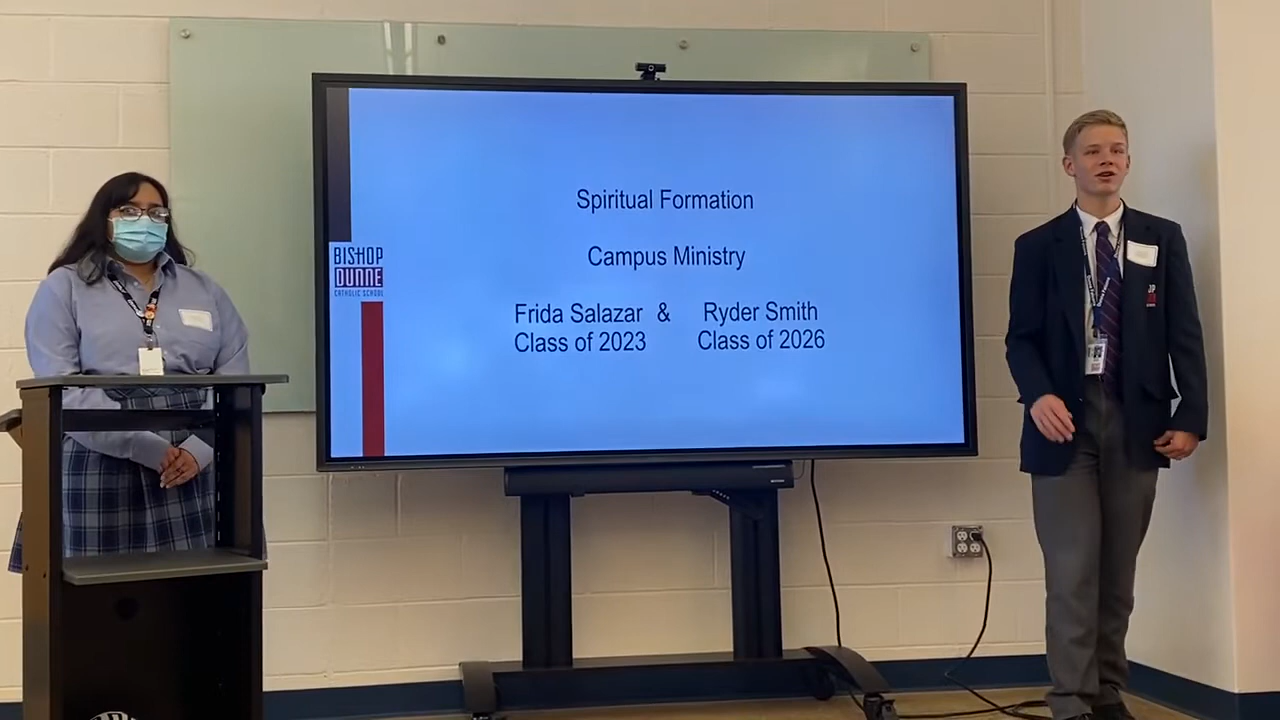 Spiritual Formation
Campus Ministry
Frida Salazar & Ryder Smith
Class of 2023 Class of 2026
BISHOP
DUNNE
CATHOLIC SCHOOL